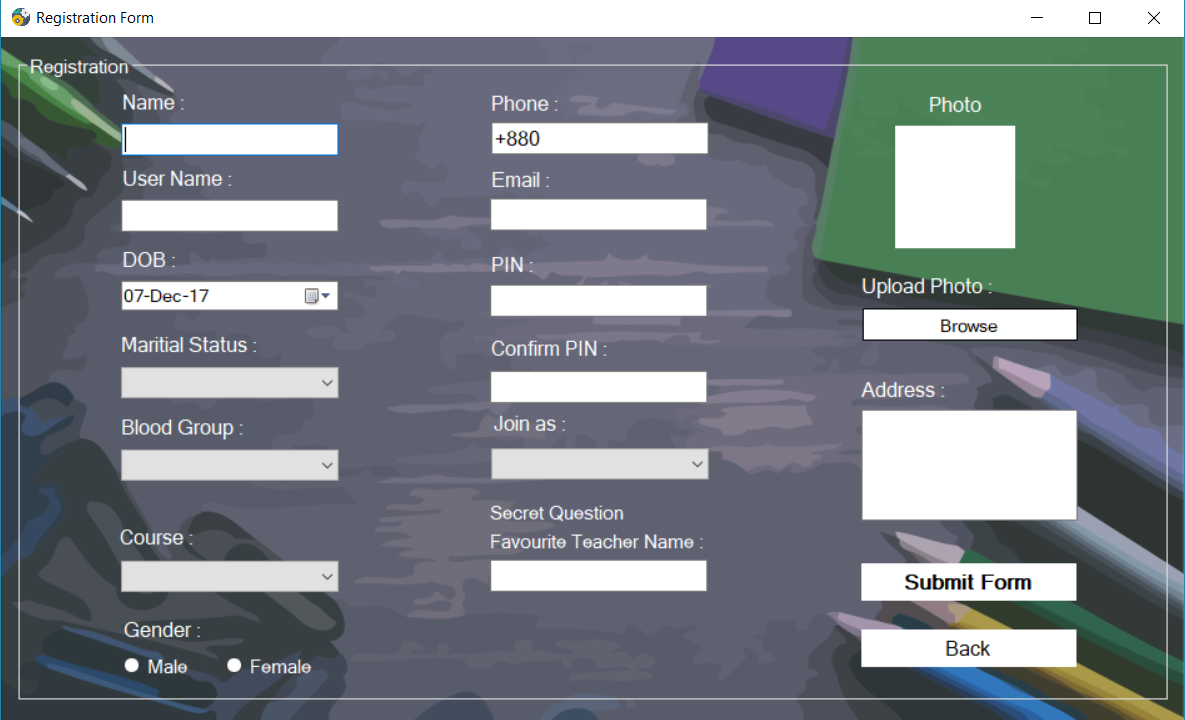 Registration Form
Registration
Name :
User Name :
DOB :
07-Dec-17
Maritial Status :
Blood Group :
Course :
Gender :
Male Female
Phone :
+880
Email :
PIN :
Confirm PIN :
Join as :
Secret Question
Favourite Teacher Name :
Photo
Upload Photo :
Browse
Address :
Submit Form
Back